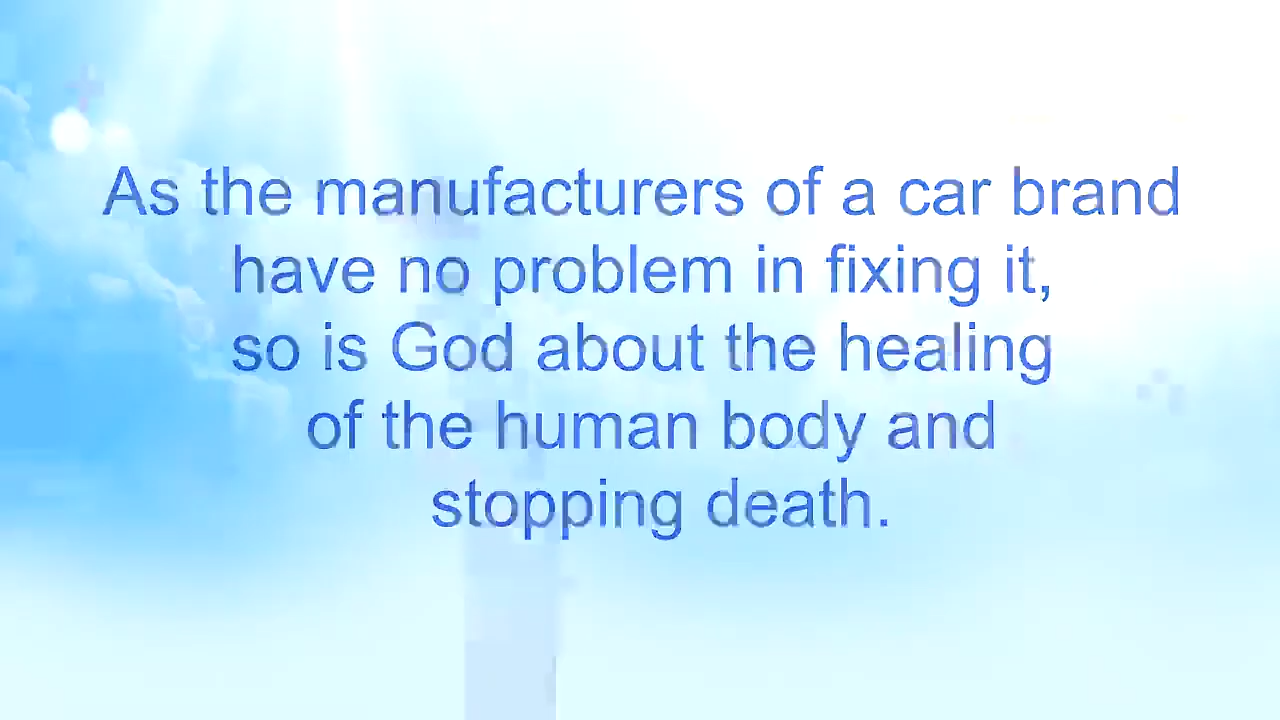 As the manufacturers of a car brand
have no problem in fixing it,
so is God about the healing
of the human body and
stopping death.